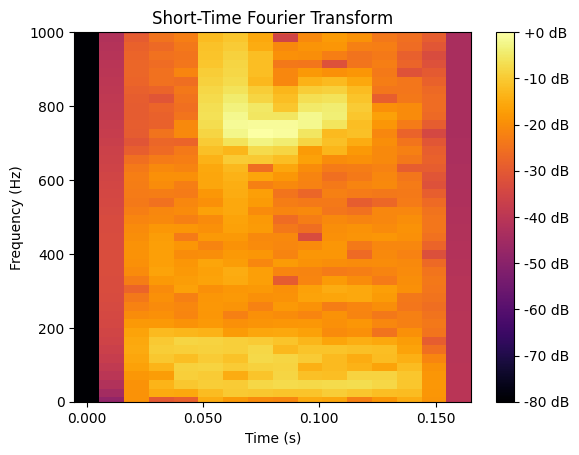 Short-Time Fourier Transform
Frequency (Hz)
1000
800
600
400
200
0
0.000
0.050
0.100
0.150
Time (s)
+0 dB
-10 dB
-20 dB
-30 dB
-40 dB
-50 dB
-60 dB
-70 dB
-80 dB